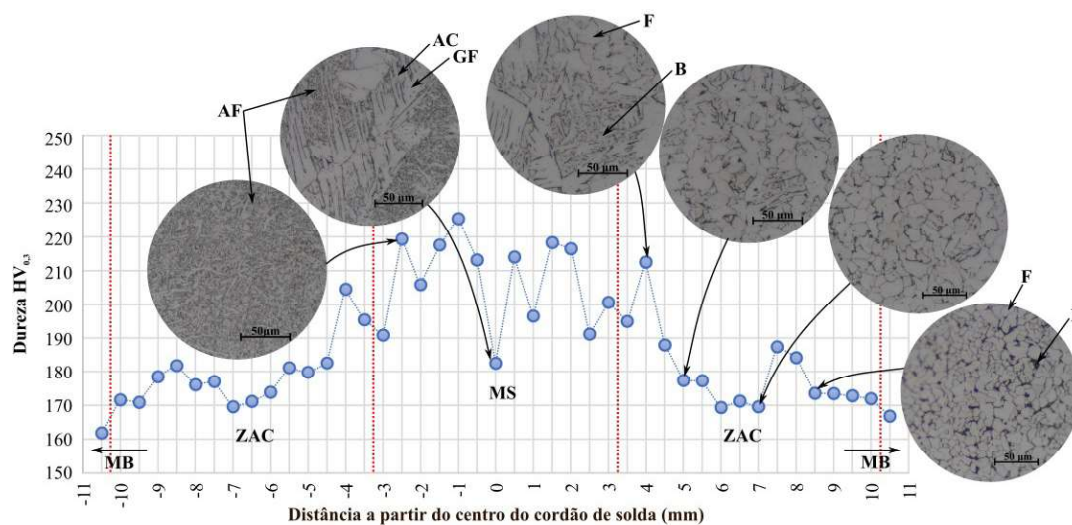 F
AC
GF
B
AF
50 µm
50 µm
50 µm
50µm
50 µm
F
50 µm
Dureza HV0,3
250
240
230
220
210
200
190
180
170
160
150
MS
ZAC
ZAC
MB
MB
-11 -10 -9 -8 -7 -6 -5 -4 -3 -2 -1 0 1 2 3 4 5 6 7 8 9 10 11
Distância a partir do centro do cordão de solda (mm)